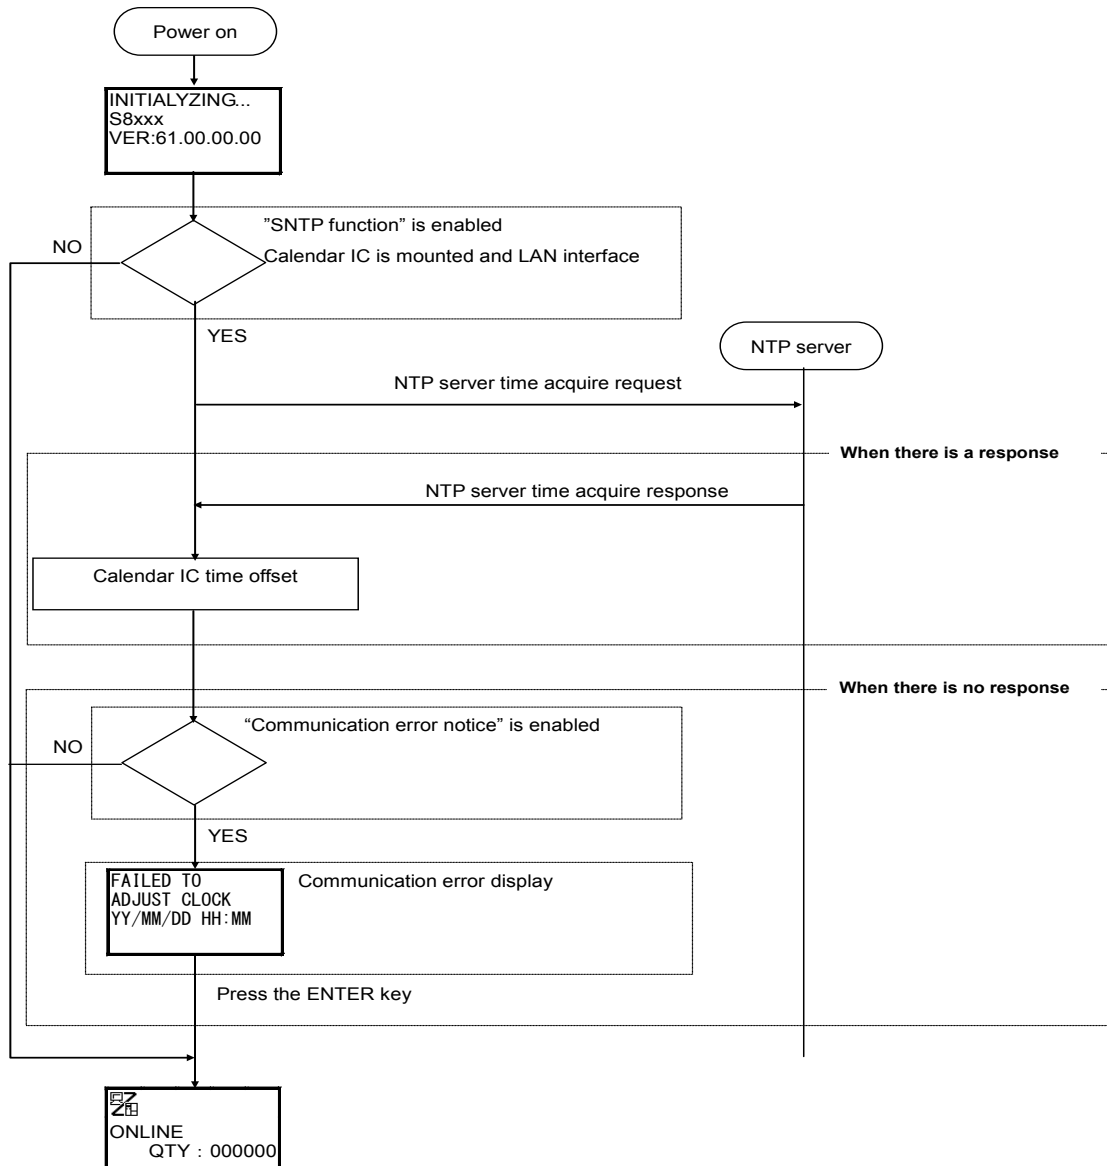 Power on
INITIALYZING...
S8xxx
VER:61.00.00.00
”SNTP function” is enabled
NO
Calendar IC is mounted and LAN interface
YES
NTP server
NTP server time acquire request
When there is a response
NTP server time acquire response
Calendar IC time offset
When there is no response
“Communication error notice” is enabled
NO
YES
FAILED TO
Communication error display
ADJUST CLOCK
YY/MM/DD HH:MM
Press the ENTER key
ONLINE
QTY : 000000